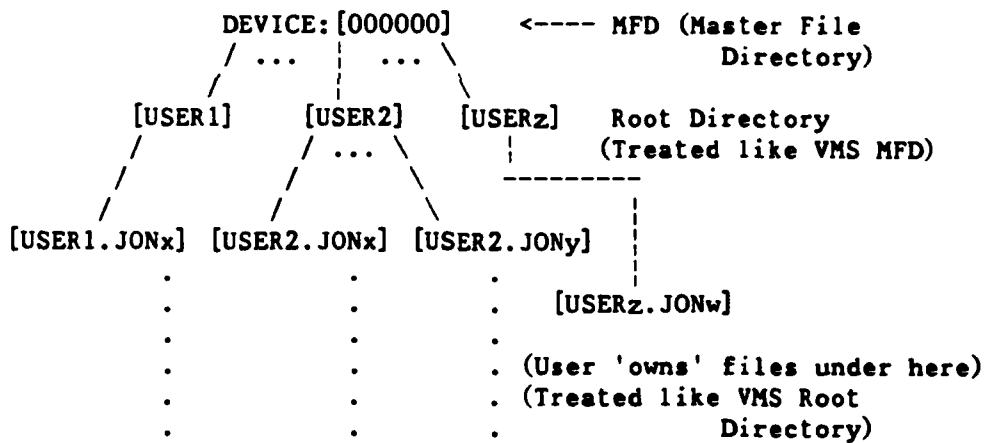 DEVICE:[000000] <---- MFD (Master File
... ... Directory)
[USER1] [USER2] [USERz] Root Directory
... (Treated like VMS MFD)
[USER1.JONx] [USER2.JONx] [USER2.JONy]
[USERz.JONw]
(User 'owns' files under here)
(Treated like VMS Root
Directory)